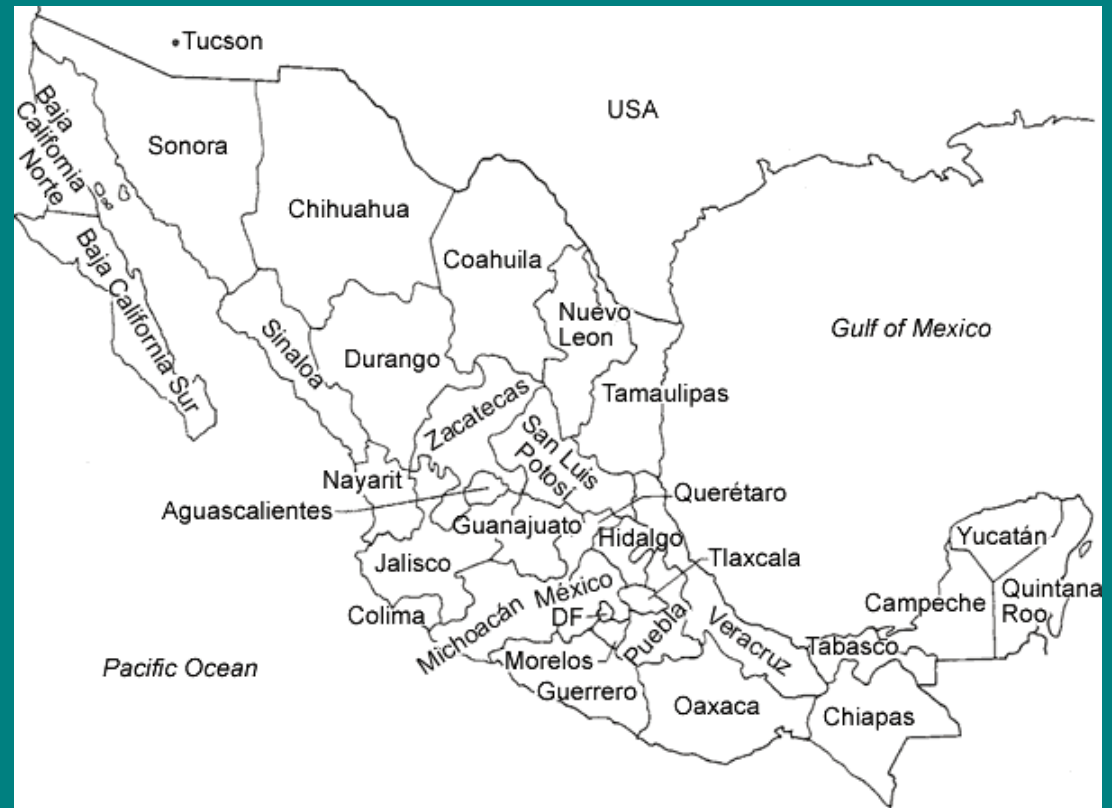 Tucson
USA
Baja
California
Norte
Sonora
Chihuahua
Coahuila
Baja California Sur
Nuevo
Leon
Gulf of Mexico
Sinaloa
Durango
Tamaulipas
Zacatecas
San Luis
Potosí
Nayarit
Querétaro
Aguascalientes
Guanajuato
Hidalgo
Yucatán
Tlaxcala
Jalisco
México
Quintana
Roo
Campeche
Colima
DF
Michoacán
Puebla
Veracruz
Tabasco
Pacific Ocean
Morelos
Guerrero
Oaxaca
Chiapas